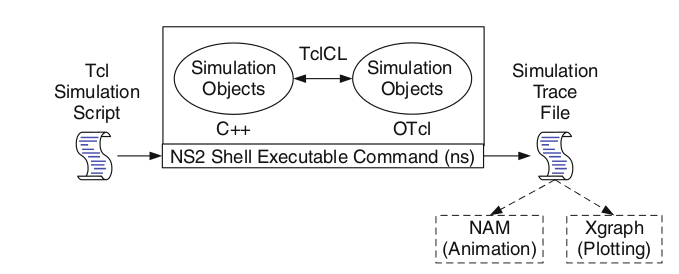 Tcl
Simulation
Script
TclCL
Simulation
Objects
Simulation
Objects
C++
OTcl
NS2 Shell Executable Command (ns)
Simulation
Trace
File
NAM
(Animation)
Xgraph
(Plotting)